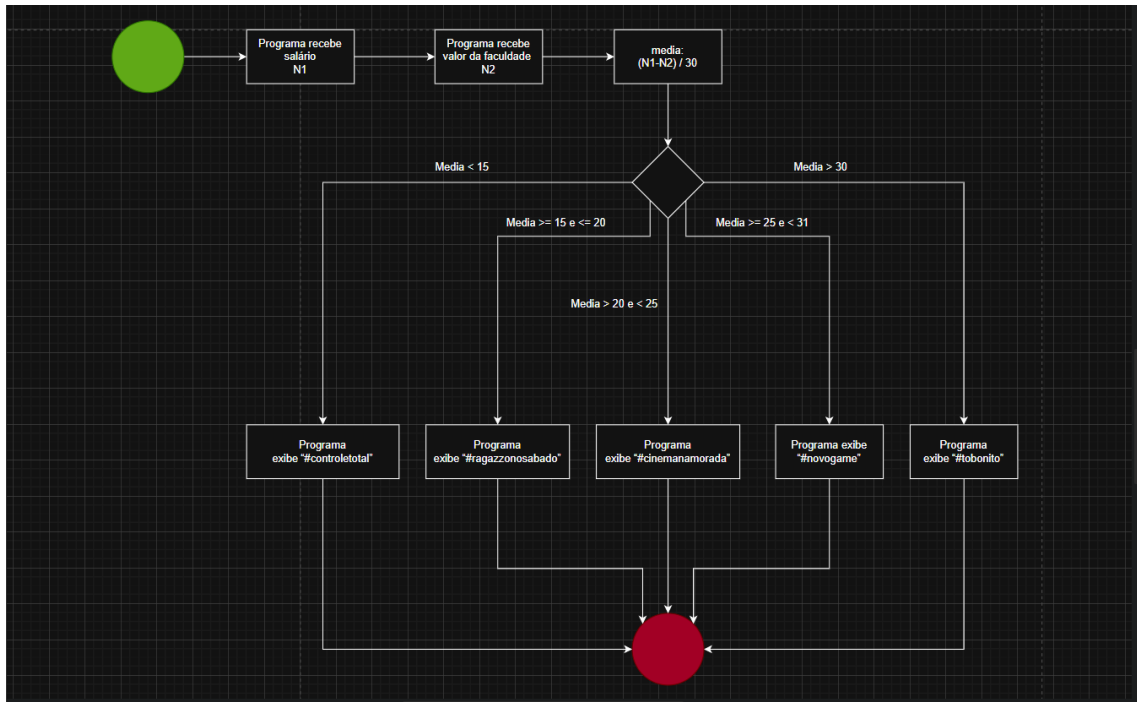 Programa recebe
salário
N1
Programa recebe
valor da faculdade
N2
media:
(N1-N2) / 30
Media < 15
Media > 30
Media >= 15 e <= 20
Media >= 25 e < 31
Media > 20 e < 25
Programa
exibe “#controletotal”
Programa
exibe “#ragazzonosabado”
Programa
exibe “#cinemanamorada”
Programa exibe
“#novogame”
Programa
exibe “#tobonito”